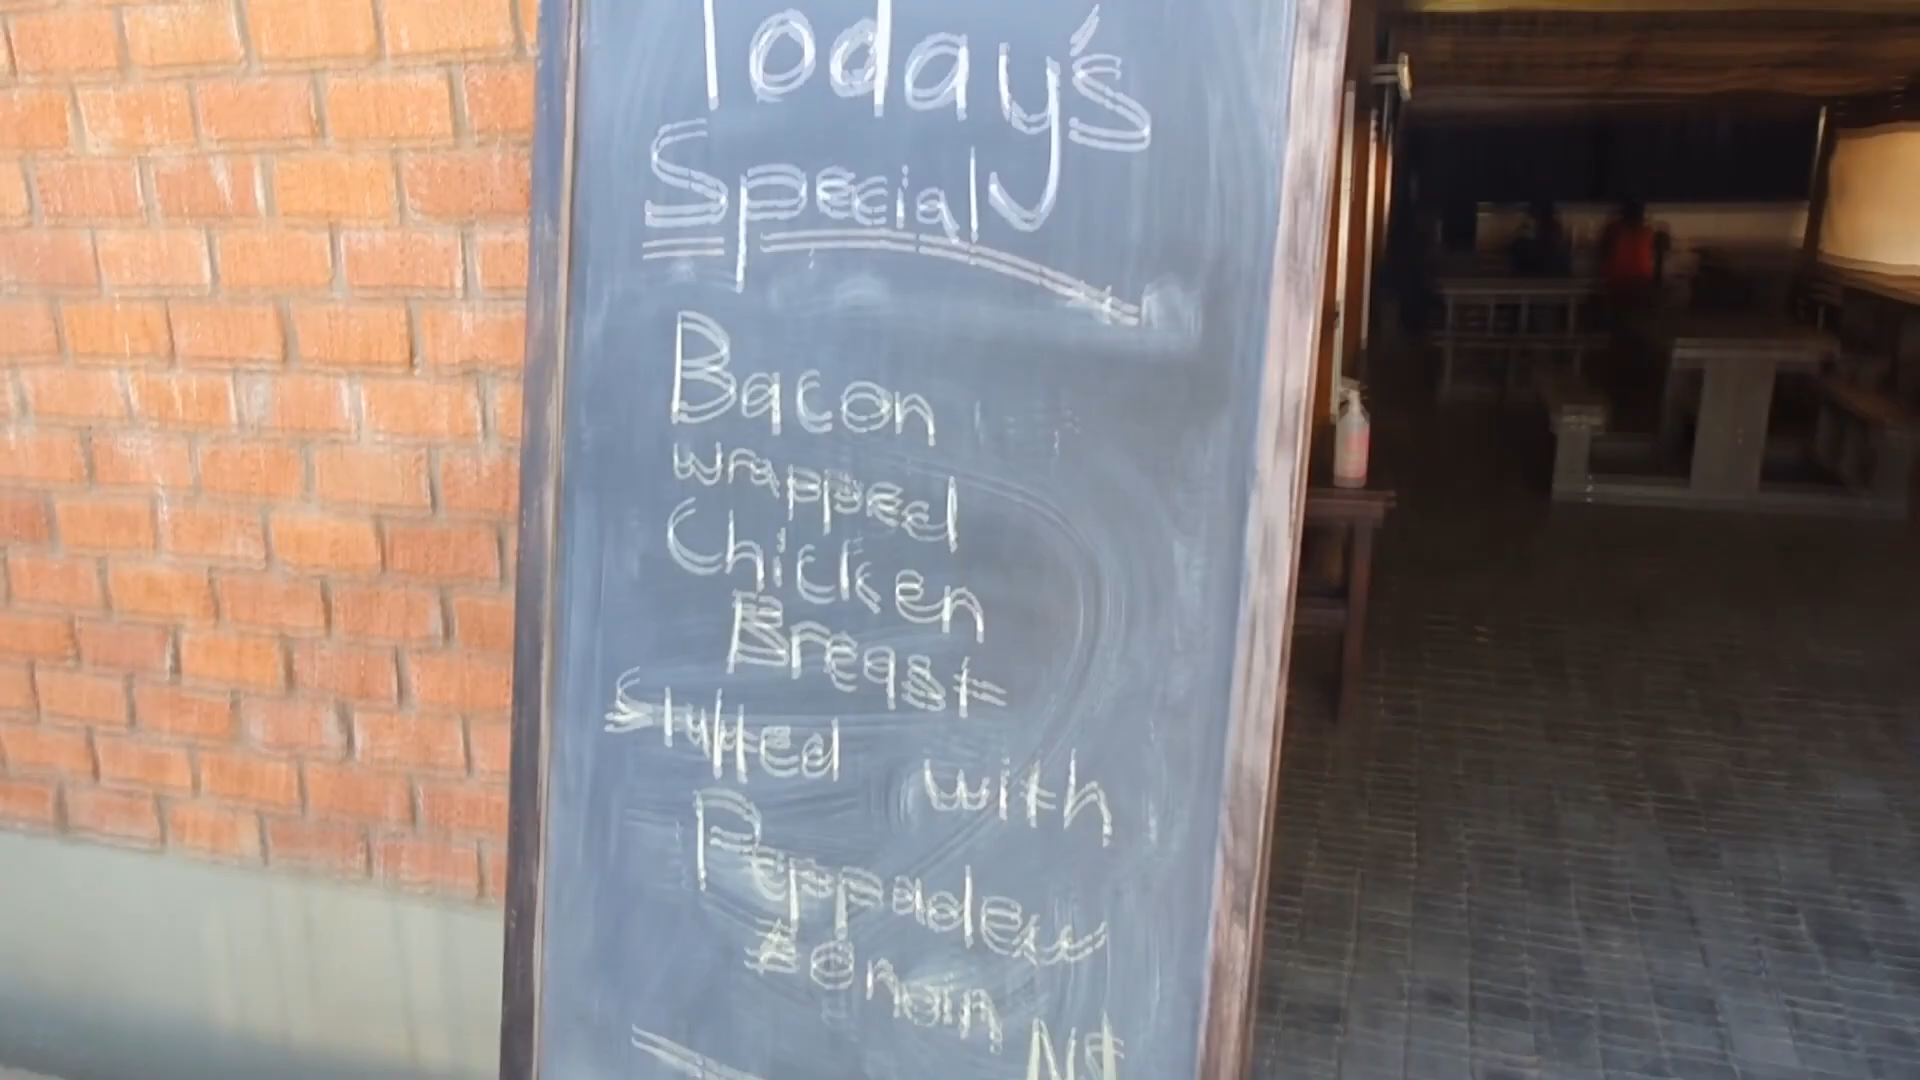 Today's
Special
Bacon
wrapped
Chicken
Breast
Stuffed with
Peppadew
N$